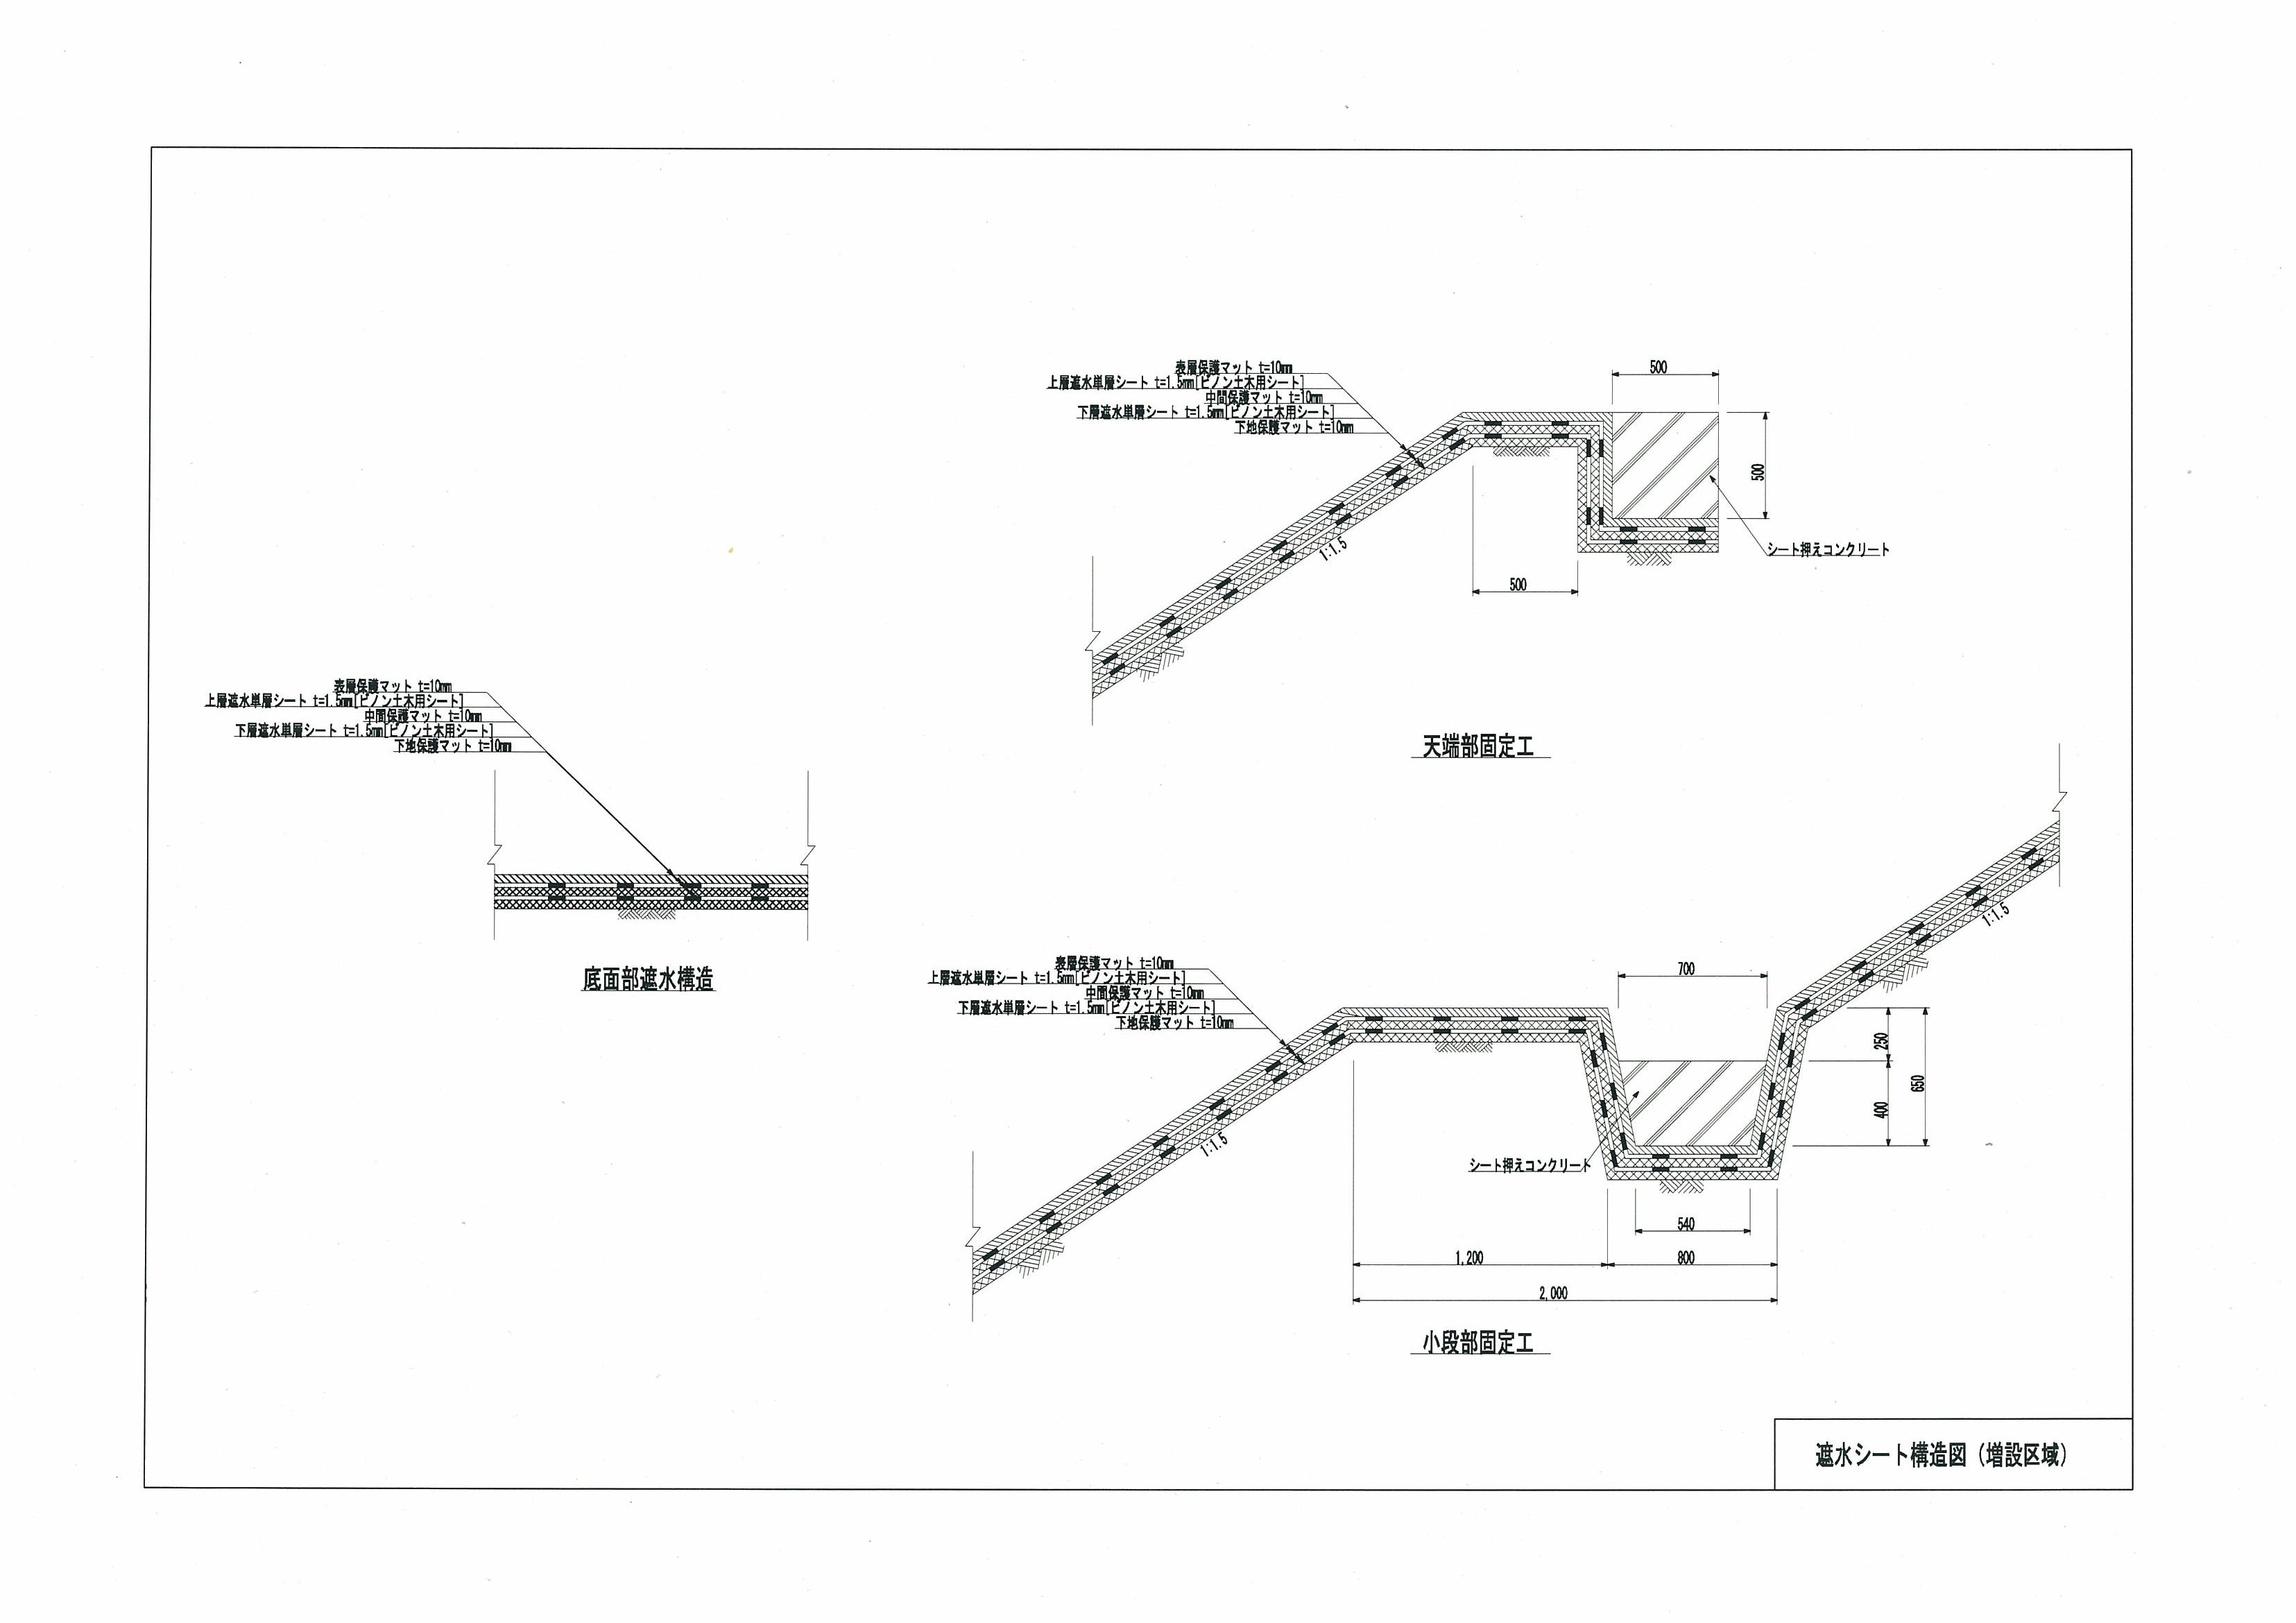 表層保護マット t=10mm
上層遮水単層シート t=1.5mm[ビノン土木用シート]
中間保護マット t=10mm
下層遮水単層シート t=1.5mm[ビノン土木用シート]
下地保護マット t=10mm
500
500
シート押えコンクリート
1:1.5
500
天端部固定工
表層保護マット t=10mm
上層遮水単層シート t=1.5mm[ビノン土木用シート]
中間保護マット t=10mm
下層遮水単層シート t=1.5mm[ビノン土木用シート]
下地保護マット t=10mm
底面部遮水構造
表層保護マット t=10mm
上層遮水単層シート t=1.5mm[ビノン土木用シート]
中間保護マット t=10mm
下層遮水単層シート t=1.5mm[ビノン土木用シート]
下地保護マット t=10mm
1:1.5
700
250
650
400
1:1.5
シート押えコンクリート
540
1,200
800
2,000
小段部固定工
遮水シート構造図（増設区域）